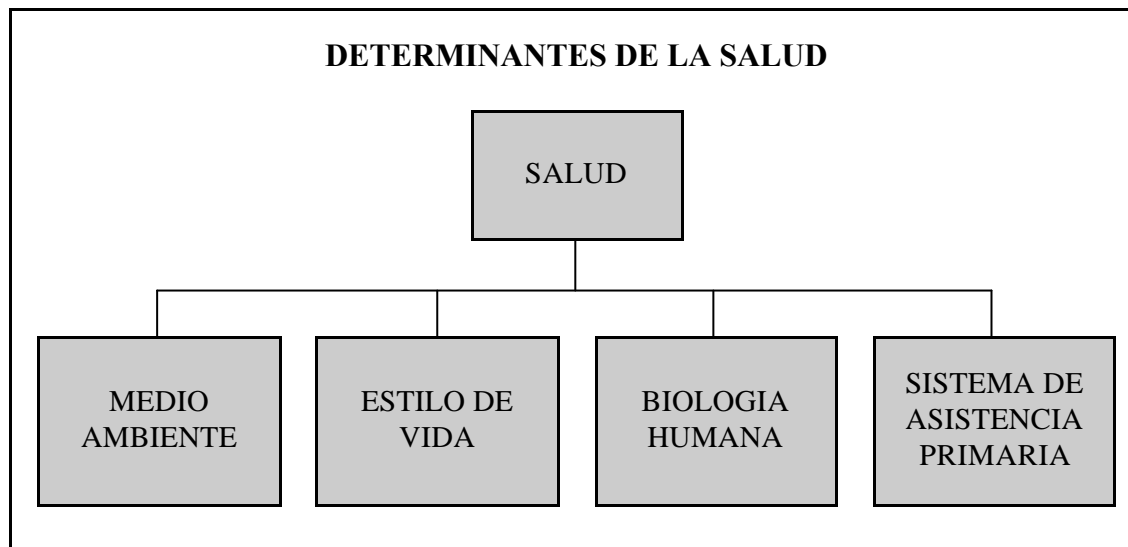 DETERMINANTES DE LA SALUD
SALUD
MEDIO
AMBIENTE
ESTILO DE
VIDA
BIOLOGIA
HUMANA
SISTEMA DE
ASISTENCIA
PRIMARIA